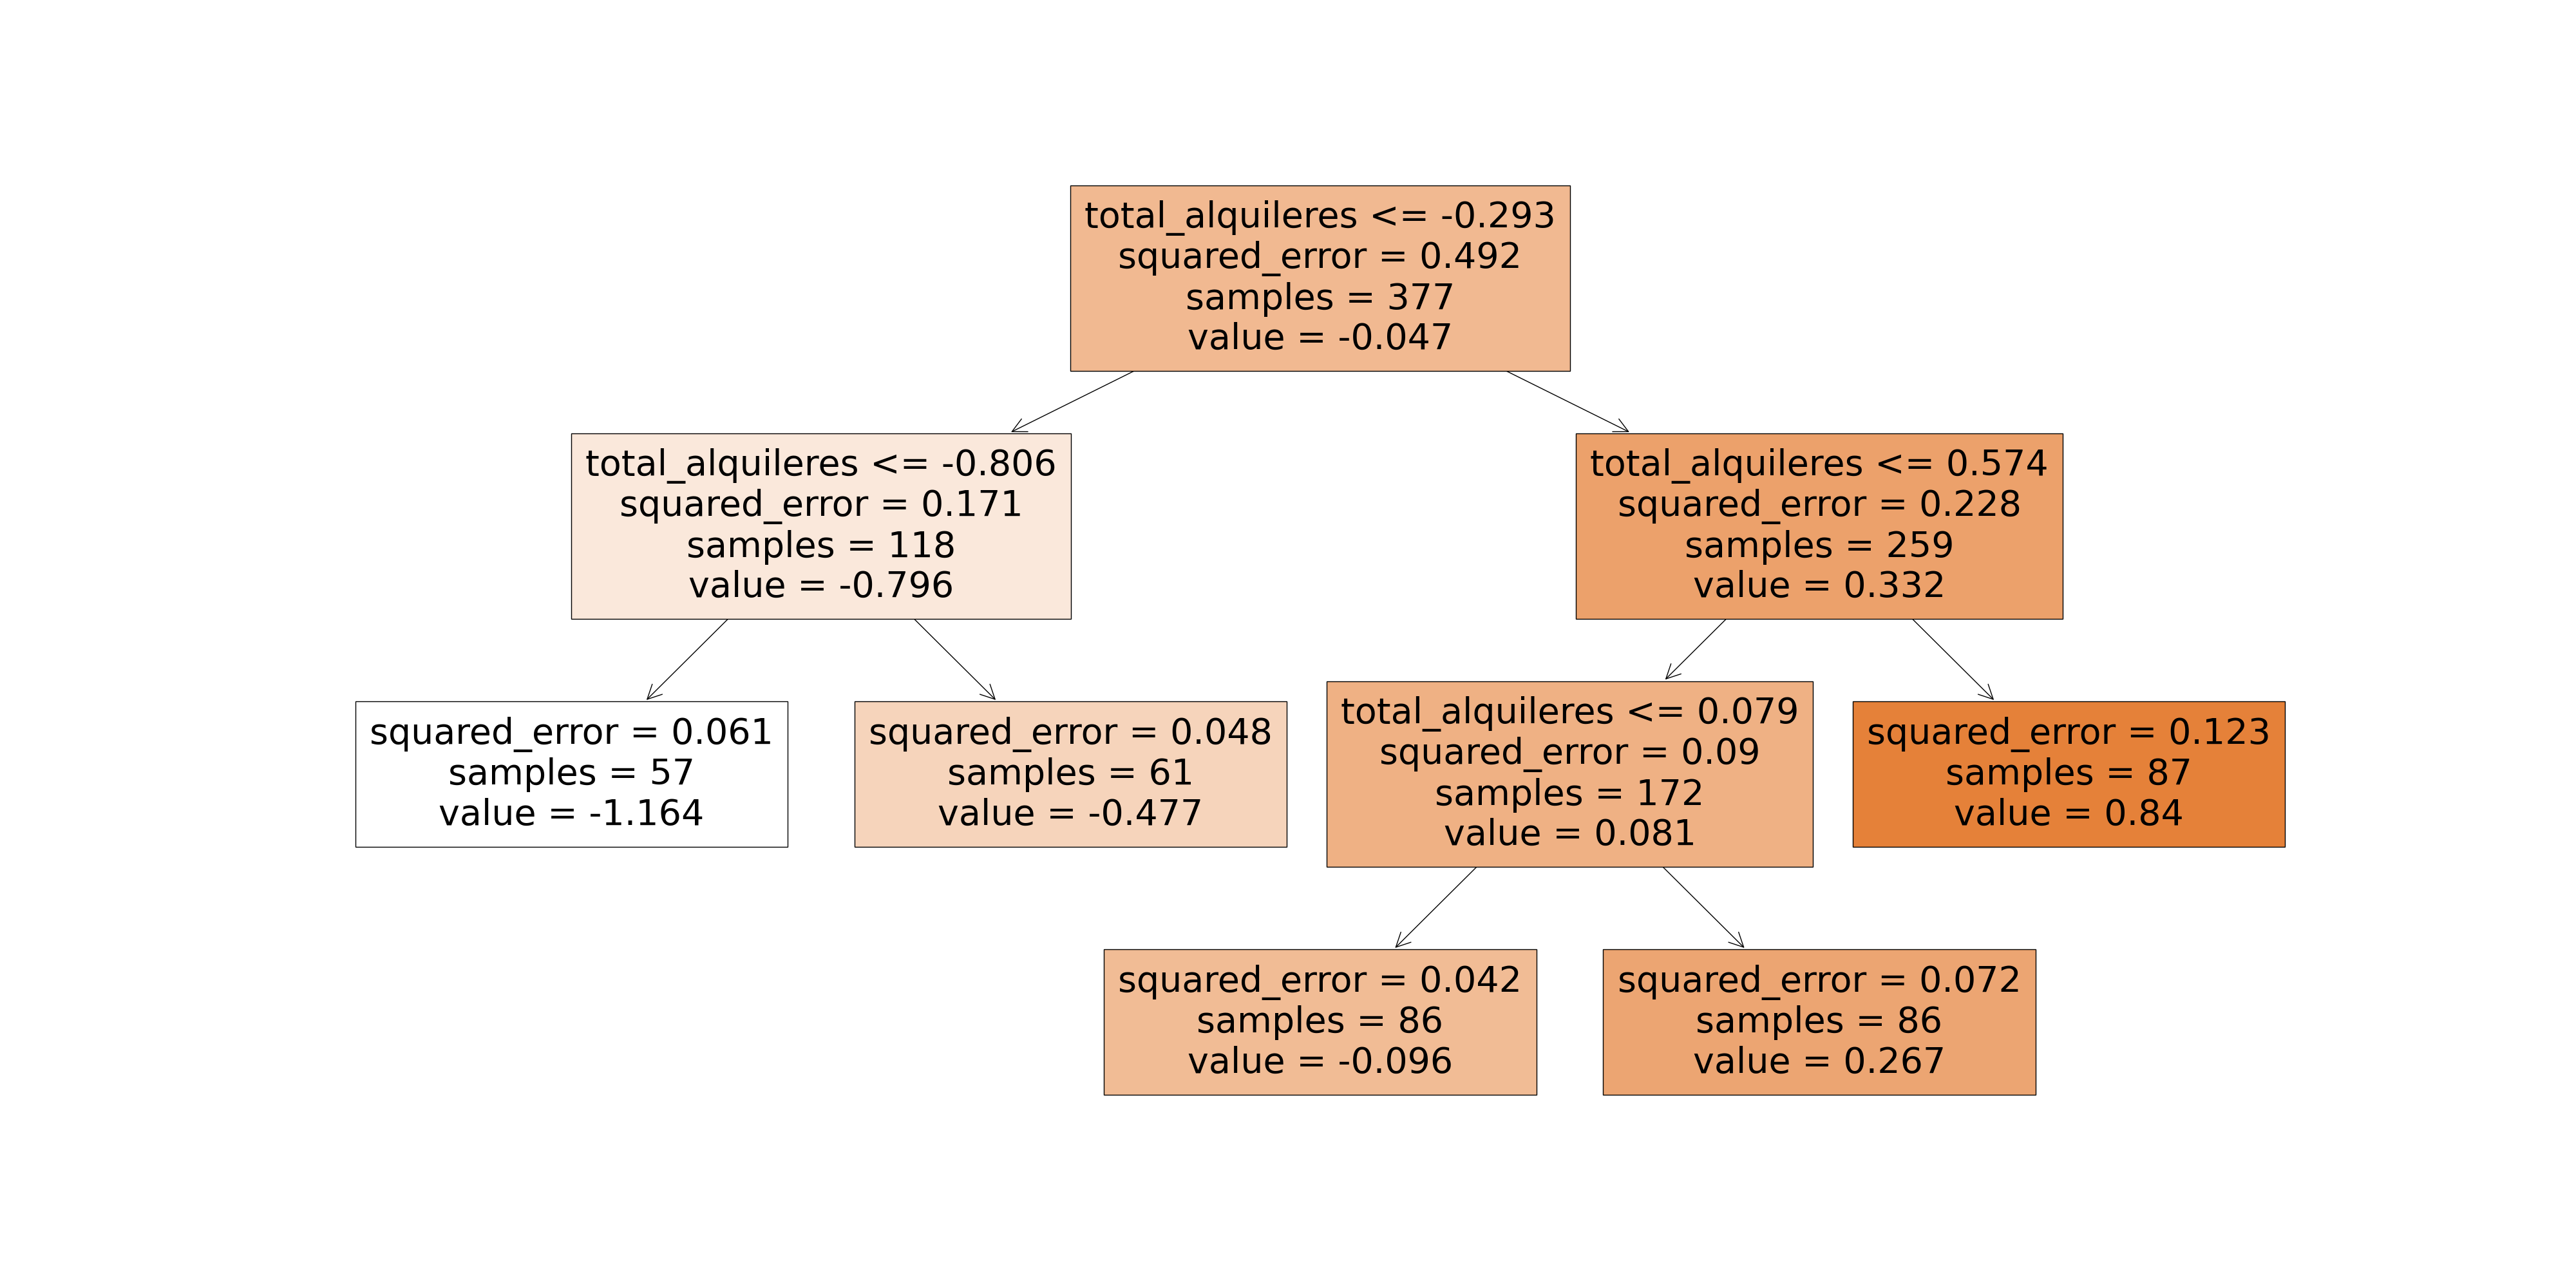 total_alquileres <= -0.293
squared_error = 0.492
samples = 377
value = -0.047
total_alquileres <= -0.806
squared_error = 0.171
samples = 118
value = -0.796
total_alquileres <= 0.574
squared_error = 0.228
samples = 259
value = 0.332
squared_error = 0.061
samples = 57
value = -1.164
squared_error = 0.048
samples = 61
value = -0.477
total_alquileres <= 0.079
squared_error = 0.09
samples = 172
value = 0.081
squared_error = 0.123
samples = 87
value = 0.84
squared_error = 0.042
samples = 86
value = -0.096
squared_error = 0.072
samples = 86
value = 0.267